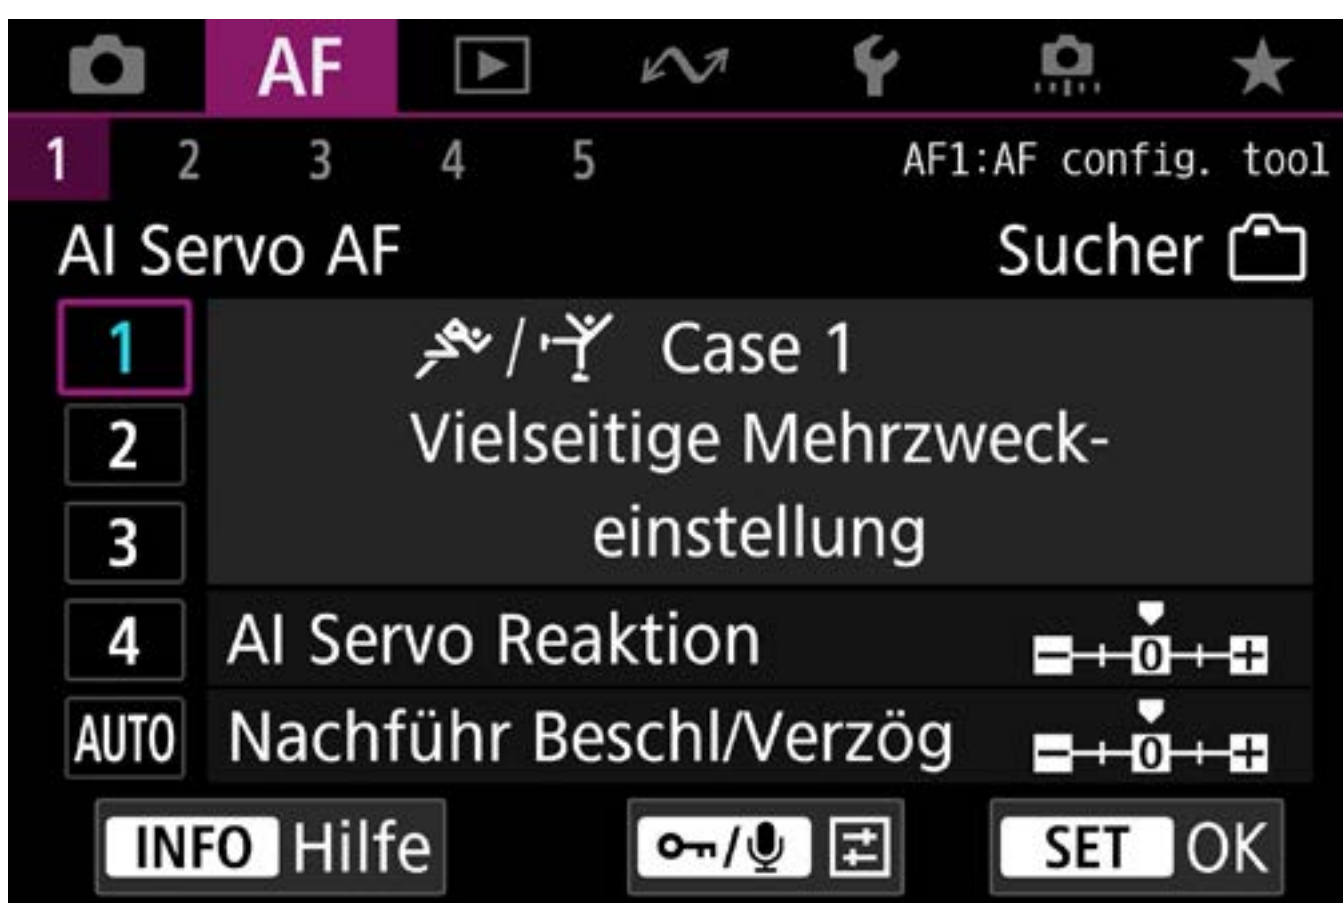 AF
1 2 3 4 5 AF1:AF config. tool
AI Servo AF Sucher
1 / Case 1
2 Vielseitige Mehrzweck-
3 einstellung
4 AI Servo Reaktion - 0 +
AUTO Nachführ Beschl/Verzög - 0 +
INFO Hilfe / SET OK